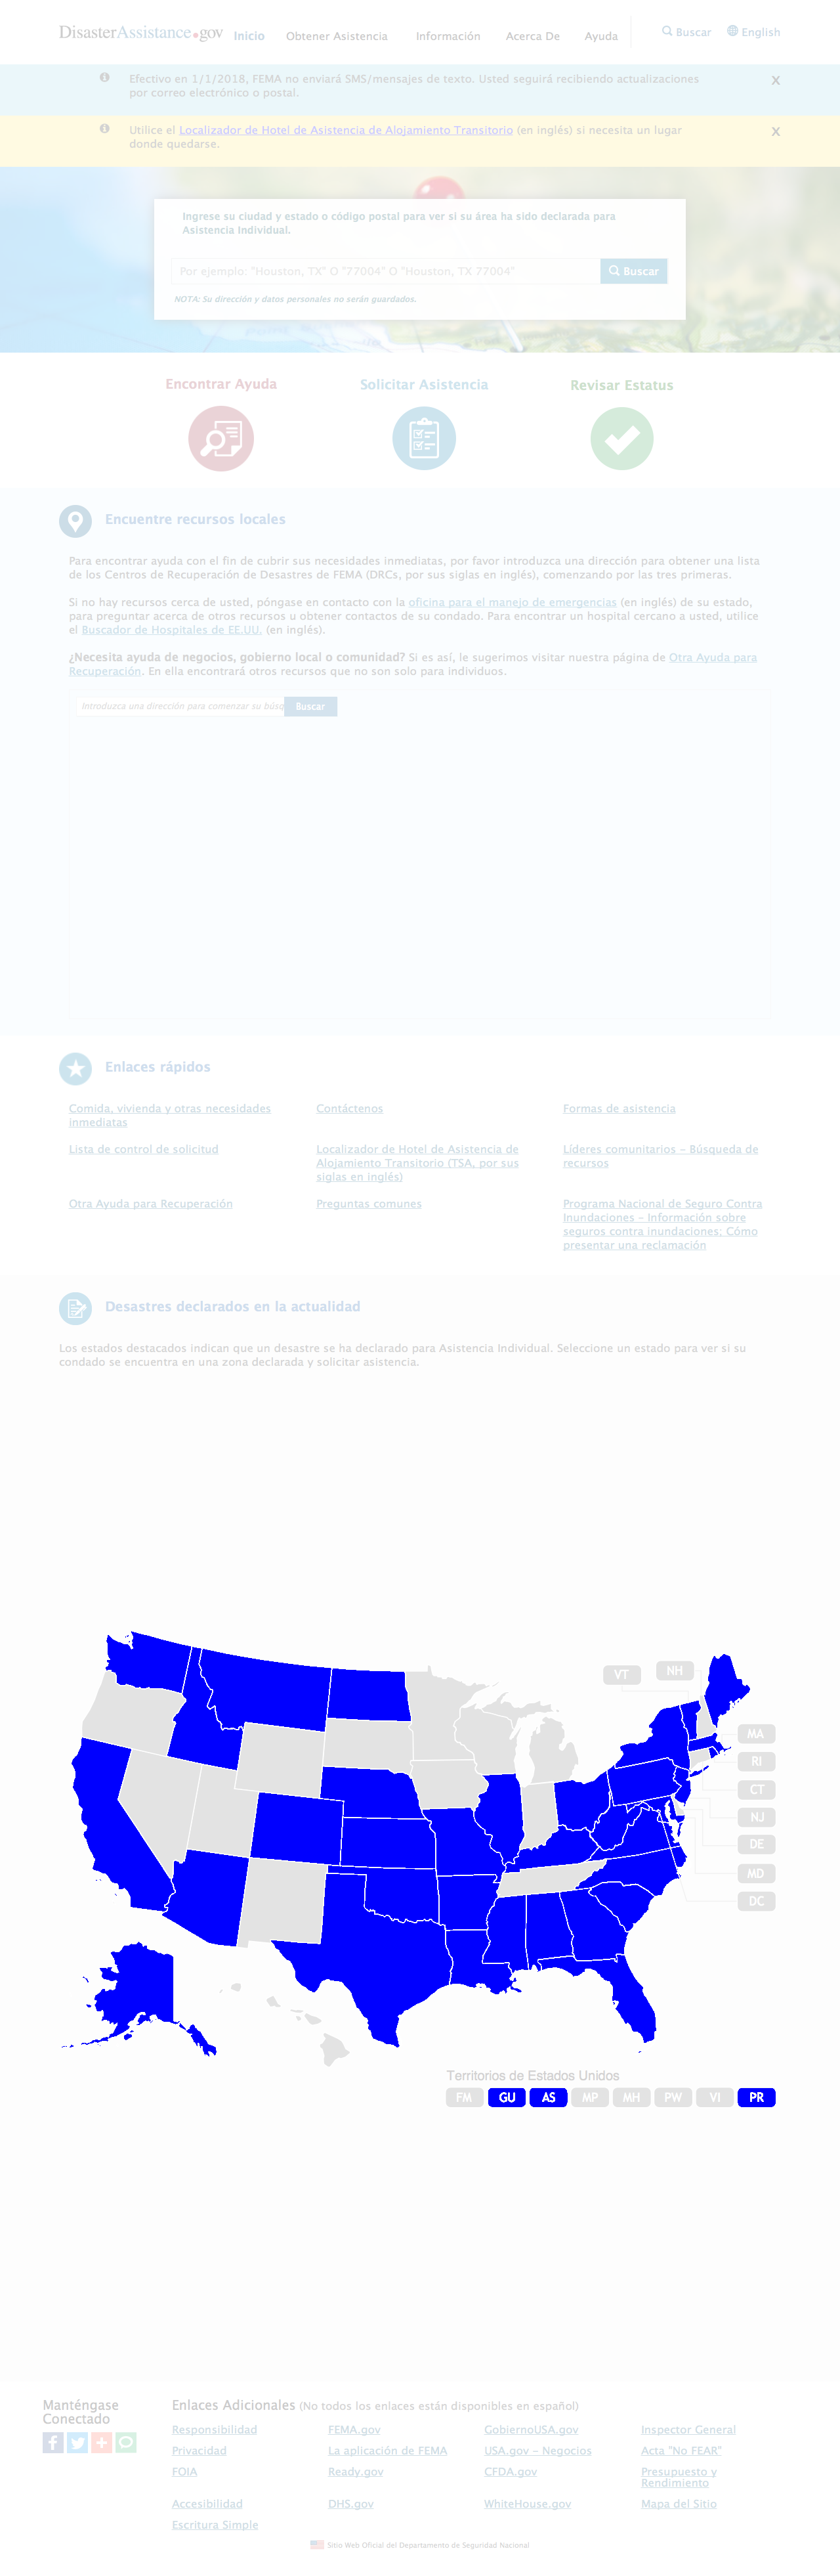 DisasterAssistance.gov
Inicio
Obtener Asistencia
Información
Acerca De
Ayuda
Buscar
English
Efectivo en 1/1/2018, FEMA no enviará SMS/mensajes de texto. Usted seguirá recibiendo actualizaciones
por correo electrónico o postal.
X
Utilice el Localizador de Hotel de Asistencia de Alojamiento Transitorio (en inglés) si necesita un lugar
donde quedarse.
X
Ingrese su ciudad y estado o código postal para ver si su área ha sido declarada para
Asistencia Individual.
Por ejemplo: "Houston, TX" O "77004" O "Houston, TX 77004"
Buscar
NOTA: Su dirección y datos personales no serán guardados.
Encontrar Ayuda
Solicitar Asistencia
Revisar Estatus
Encuentre recursos locales
Para encontrar ayuda con el fin de cubrir sus necesidades inmediatas, por favor introduzca una dirección para obtener una lista
de los Centros de Recuperación de Desastres de FEMA (DRCs, por sus siglas en inglés), comenzando por las tres primeras.
Si no hay recursos cerca de usted, póngase en contacto con la oficina para el manejo de emergencias (en inglés) de su estado,
para preguntar acerca de otros recursos u obtener contactos de su condado. Para encontrar un hospital cercano a usted, utilice
el Buscador de Hospitales de EE.UU. (en inglés).
¿Necesita ayuda de negocios, gobierno local o comunidad? Si es así, le sugerimos visitar nuestra página de Otra Ayuda para
Recuperación. En ella encontrará otros recursos que no son solo para individuos.
Introduzca una dirección para comenzar su búsq
Buscar
Enlaces rápidos
Comida, vivienda y otras necesidades
inmediatas
Contáctenos
Formas de asistencia
Lista de control de solicitud
Localizador de Hotel de Asistencia de
Alojamiento Transitorio (TSA, por sus
siglas en inglés)
Líderes comunitarios – Búsqueda de
recursos
Otra Ayuda para Recuperación
Preguntas comunes
Programa Nacional de Seguro Contra
Inundaciones – Información sobre
seguros contra inundaciones; Cómo
presentar una reclamación
Desastres declarados en la actualidad
Los estados destacados indican que un desastre se ha declarado para Asistencia Individual. Seleccione un estado para ver si su
condado se encuentra en una zona declarada y solicitar asistencia.
VT
NH
MA
RI
CT
NJ
DE
MD
DC
Territorios de Estados Unidos
FM
GU
AS
MP
MH
PW
VI
PR
Manténgase
Conectado
Enlaces Adicionales (No todos los enlaces están disponibles en español)
Responsibilidad
FEMA.gov
GobiernoUSA.gov
Inspector General
Privacidad
La aplicación de FEMA
USA.gov – Negocios
Acta "No FEAR"
FOIA
Ready.gov
CFDA.gov
Presupuesto y
Rendimiento
Accesibilidad
DHS.gov
WhiteHouse.gov
Mapa del Sitio
Escritura Simple
Sitio Web Oficial del Departamento de Seguridad Nacional